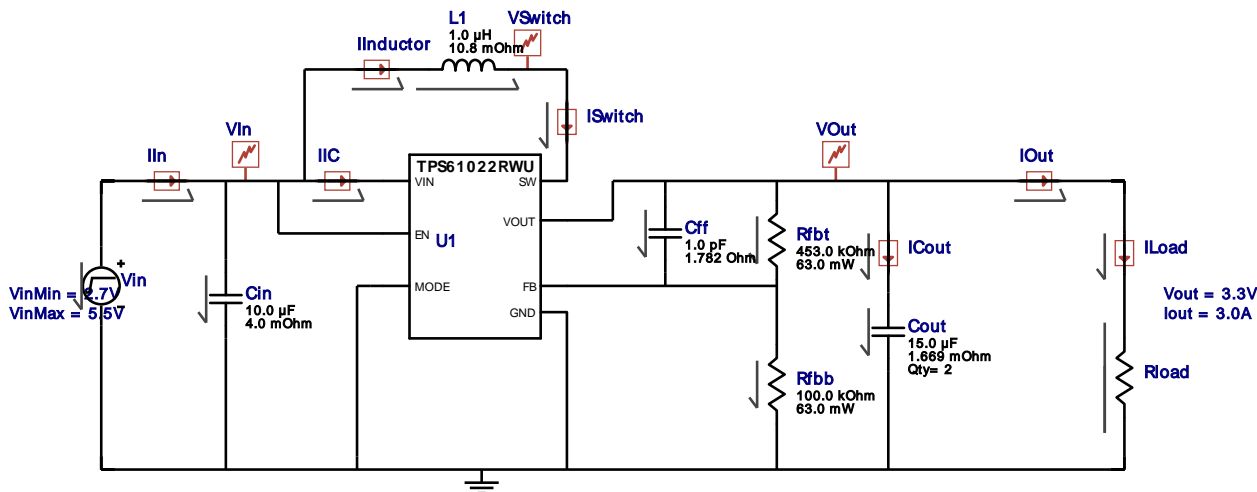 L1
1.0 µH
10.8 mOhm
VSwitch
IInductor
ISwitch
VIn
VOut
IIn
IIC
IOut
TPS61022RWU
VIN
SW
VOUT
EN
U1
MODE
FB
GND
Cff
1.0 pF
1.782 Ohm
Rfbt
453.0 kOhm
63.0 mW
ICout
ILoad
+
Vin
-
VinMin = 2.7V
VinMax = 5.5V
Cin
10.0 µF
4.0 mOhm
Vout = 3.3V
Iout = 3.0A
Cout
15.0 µF
1.669 mOhm
Qty= 2
Rfbb
100.0 kOhm
63.0 mW
Rload